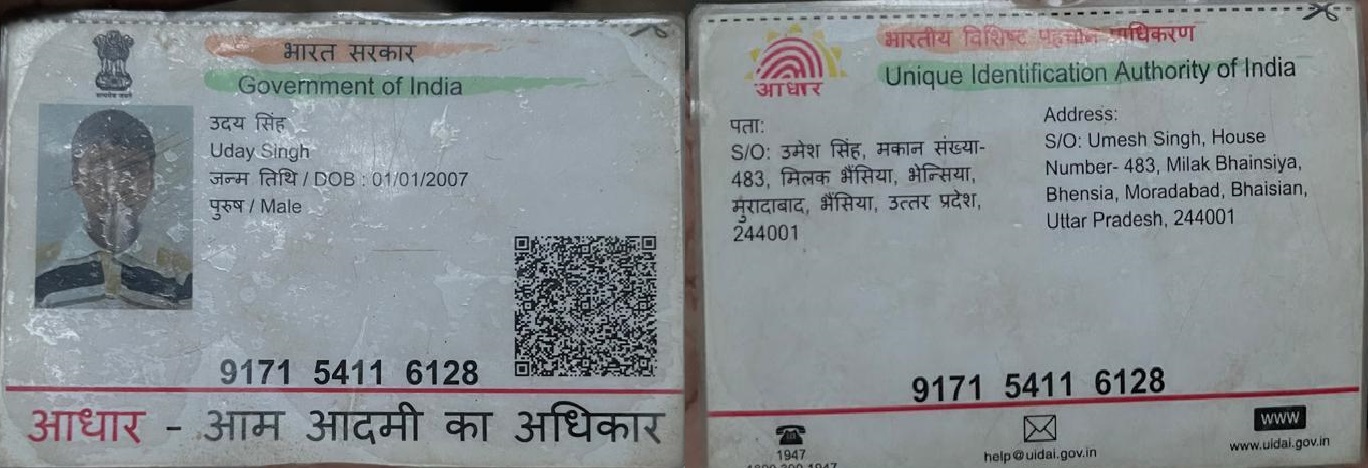 भारत सरकार
Government of India
उदय सिंह
Uday Singh
जन्म तिथि / DOB : 01/01/2007
पुरुष / Male
9171 5411 6128
आधार - आम आदमी का अधिकार
भारतीय विशिष्ट पहचान प्राधिकरण
Unique Identification Authority of India
आधार
पता:
S/O: उमेश सिंह, मकान संख्या-
483, मिलक भैंसिया, भेन्सिया,
मुरादाबाद, भैंसिया, उत्तर प्रदेश,
244001
Address:
S/O: Umesh Singh, House
Number- 483, Milak Bhainsiya,
Bhensia, Moradabad, Bhaisian,
Uttar Pradesh, 244001
9171 5411 6128
1947
help@uidai.gov.in
WWW
www.uidai.gov.in